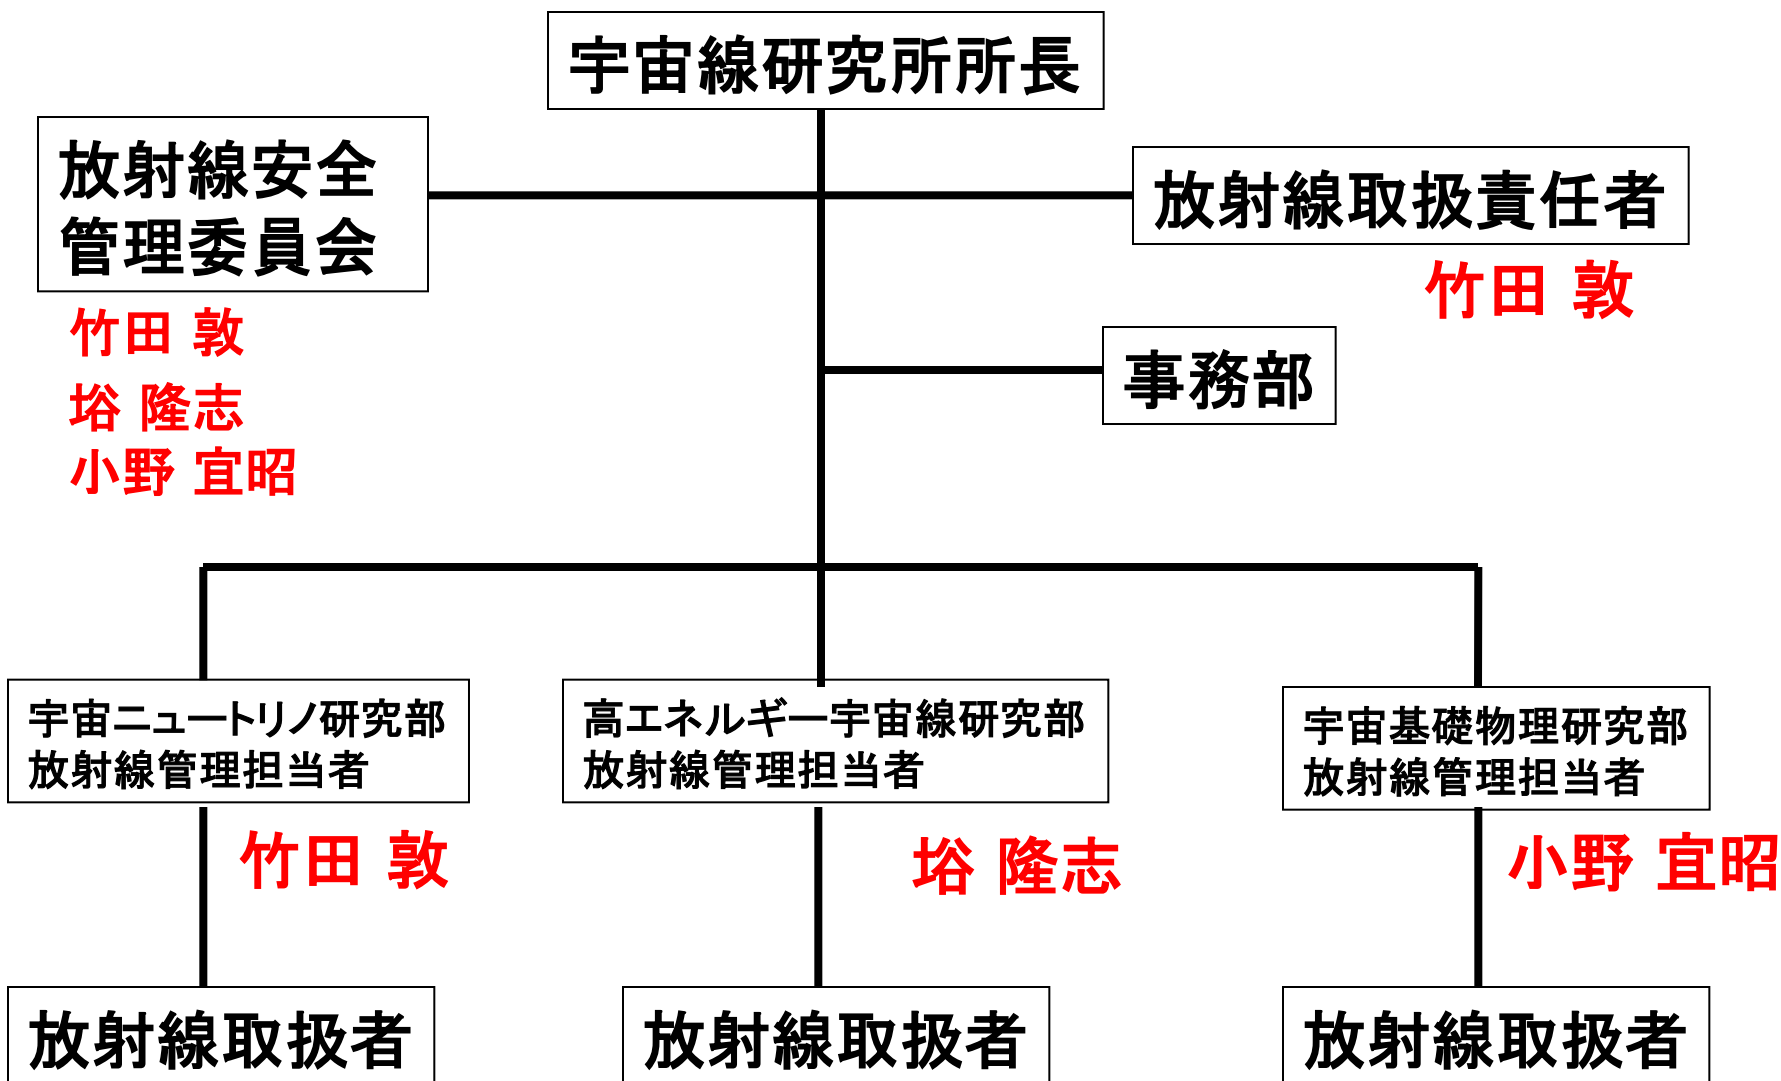 宇宙線研究所所長
放射線安全
管理委員会
放射線取扱責任者
竹田 敦
竹田 敦
塔 隆志
小野 宜昭
事務部
宇宙ニュートリノ研究部
放射線管理担当者
高エネルギー宇宙線研究部
放射線管理担当者
宇宙基礎物理研究部
放射線管理担当者
竹田 敦
㙊 隆志
小野 宜昭
放射線取扱者
放射線取扱者
放射線取扱者